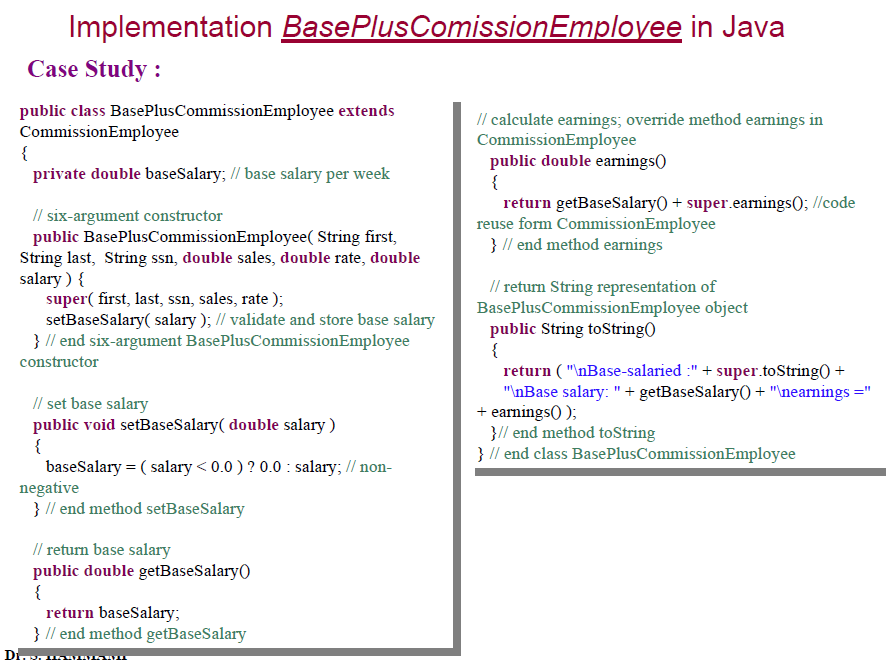 Implementation BasePlusComissionEmployee in Java
Case Study :
public class BasePlusCommissionEmployee extends
CommissionEmployee
{
private double baseSalary; // base salary per week
// six-argument constructor
public BasePlusCommissionEmployee( String first,
String last, String ssn, double sales, double rate, double
salary ) {
super( first, last, ssn, sales, rate );
setBaseSalary( salary ); // validate and store base salary
} // end six-argument BasePlusCommissionEmployee
constructor
// set base salary
public void setBaseSalary( double salary )
{
baseSalary = ( salary < 0.0 ) ? 0.0 : salary; // non-
negative
} // end method setBaseSalary
// return base salary
public double getBaseSalary()
{
return baseSalary;
} // end method getBaseSalary
// calculate earnings; override method earnings in
CommissionEmployee
public double earnings()
{
return getBaseSalary() + super.earnings(); //code
reuse form CommissionEmployee
} // end method earnings
// return String representation of
BasePlusCommissionEmployee object
public String toString()
{
return ( "\nBase-salaried :" + super.toString() +
"\nBase salary: " + getBaseSalary() + "\nearnings ="
+ earnings() );
}// end method toString
} // end class BasePlusCommissionEmployee
Dr. S. HAMMAMI